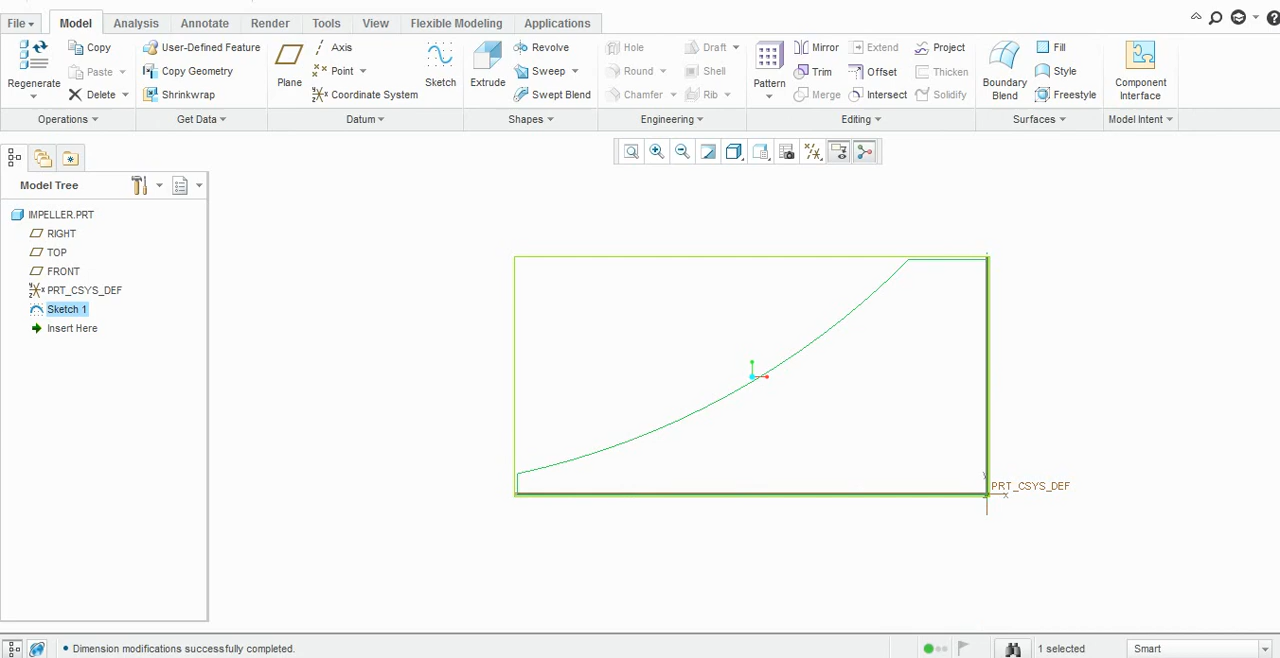 File
Model
Analysis
Annotate
Render
Tools
View
Flexible Modeling
Applications
Regenerate
Copy
Paste
Delete
User-Defined Feature
Copy Geometry
Shrinkwrap
Plane
Axis
Point
Coordinate System
Sketch
Extrude
Revolve
Sweep
Swept Blend
Hole
Round
Chamfer
Draft
Shell
Rib
Pattern
Mirror
Trim
Merge
Extend
Offset
Intersect
Project
Thicken
Solidify
Boundary
Blend
Fill
Style
Freestyle
Component
Interface
Operations
Get Data
Datum
Shapes
Engineering
Editing
Surfaces
Model Intent
Model Tree
IMPELLER.PRT
RIGHT
TOP
FRONT
PRT_CSYS_DEF
Sketch 1
Insert Here
PRT_CSYS_DEF
X
Dimension modifications successfully completed.
1 selected
Smart